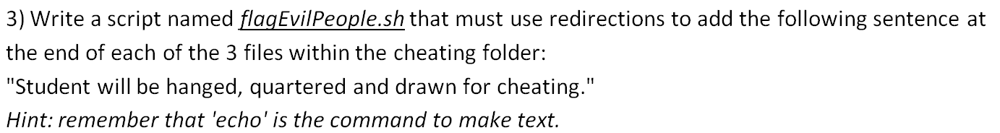 3) Write a script named flagEvilPeople.sh that must use redirections to add the following sentence at
the end of each of the 3 files within the cheating folder:
"Student will be hanged, quartered and drawn for cheating."
Hint: remember that 'echo' is the command to make text.